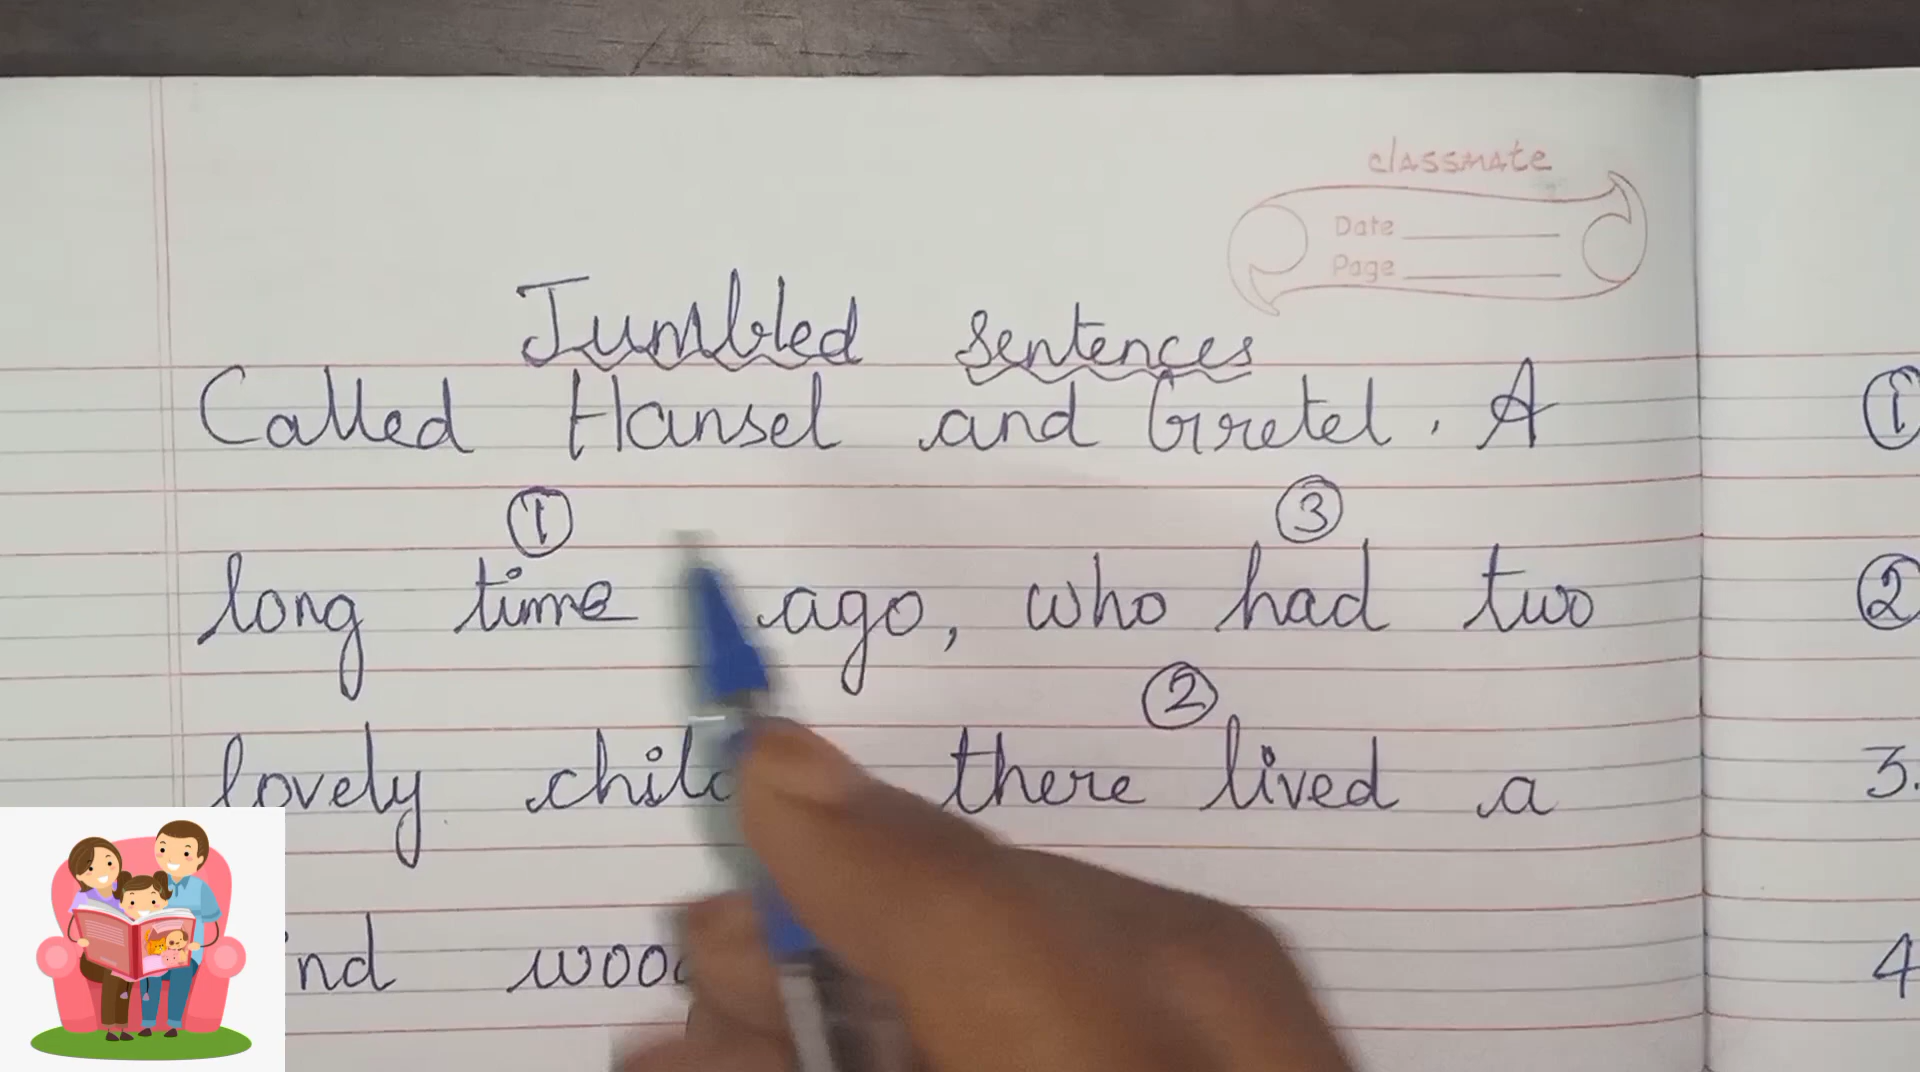 classmate
Date
Page
Jumbled sentences
Called Hansel and Gretel. A
① ③
long time ago, who had two
②
lovely there lived a
①
②
3.
4